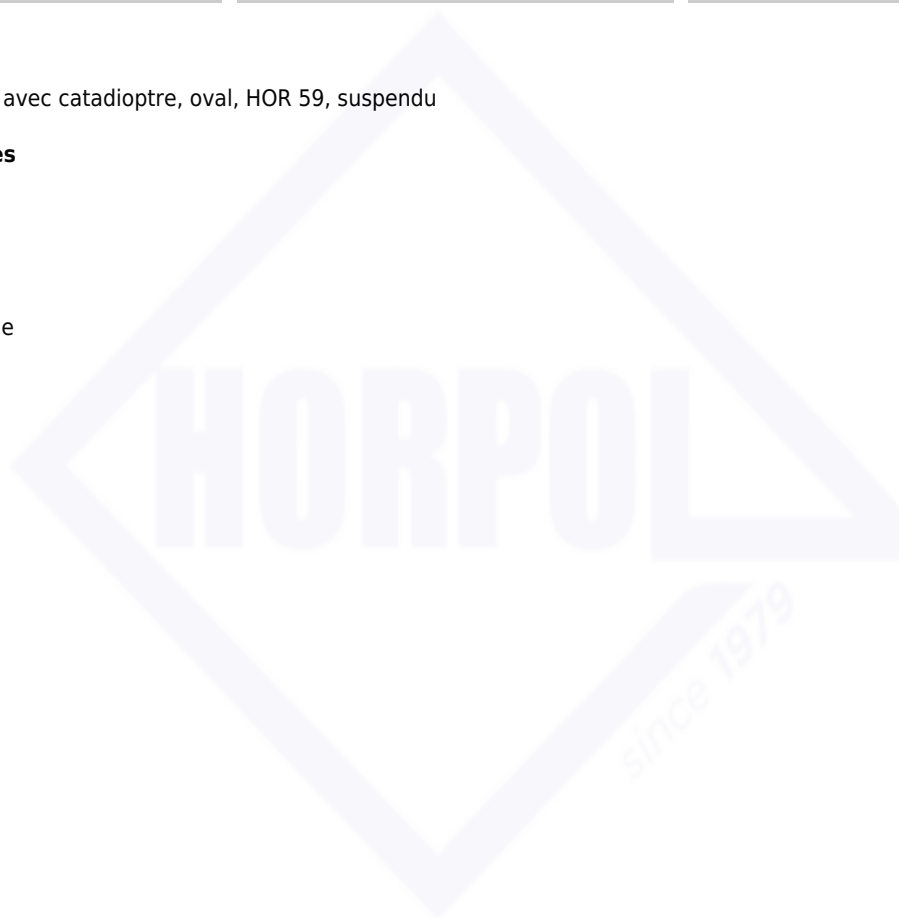 avec catadioptre, oval, HOR 59, suspendu
es
e
HORPOL
since 1979